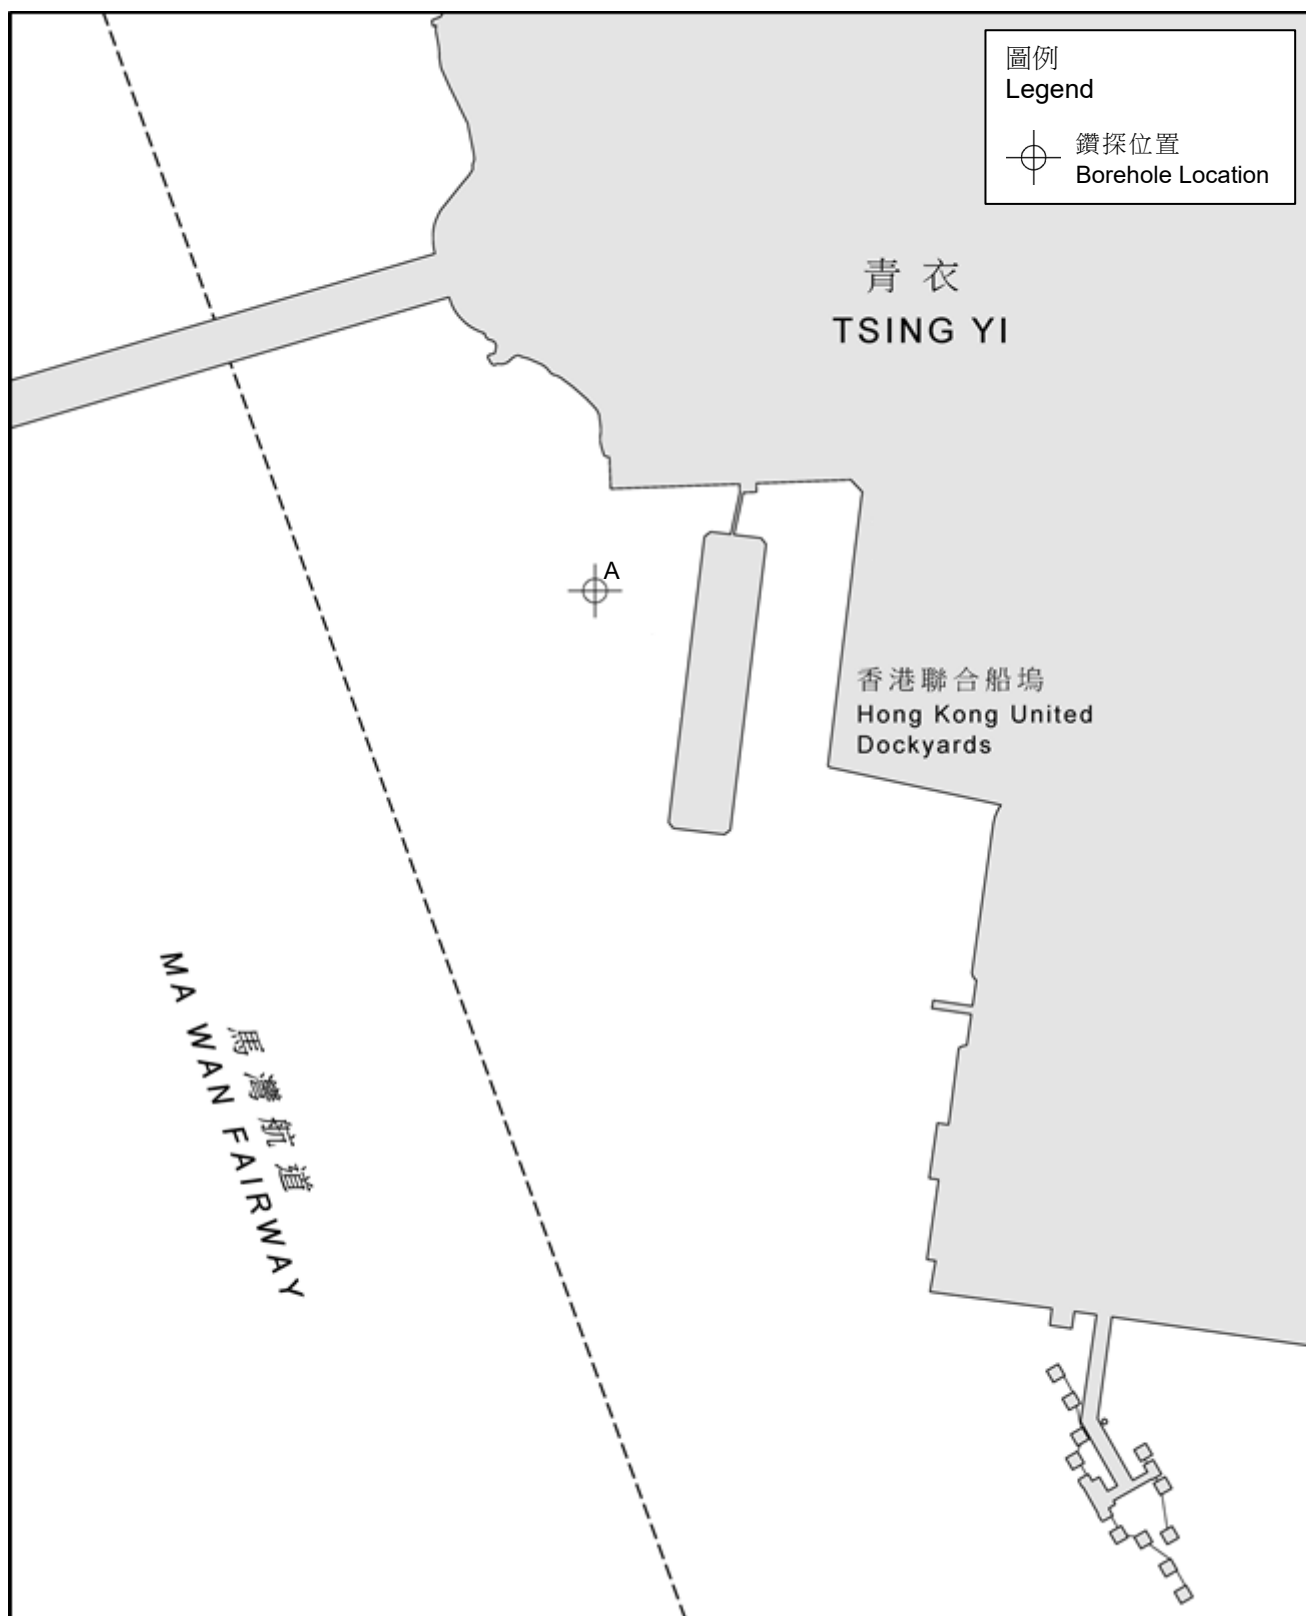 圖例
Legend
鑽探位置
Borehole Location
青衣
TSING YI
A
香港聯合船塢
Hong Kong United
Dockyards
馬灣航道
MA WAN FAIRWAY